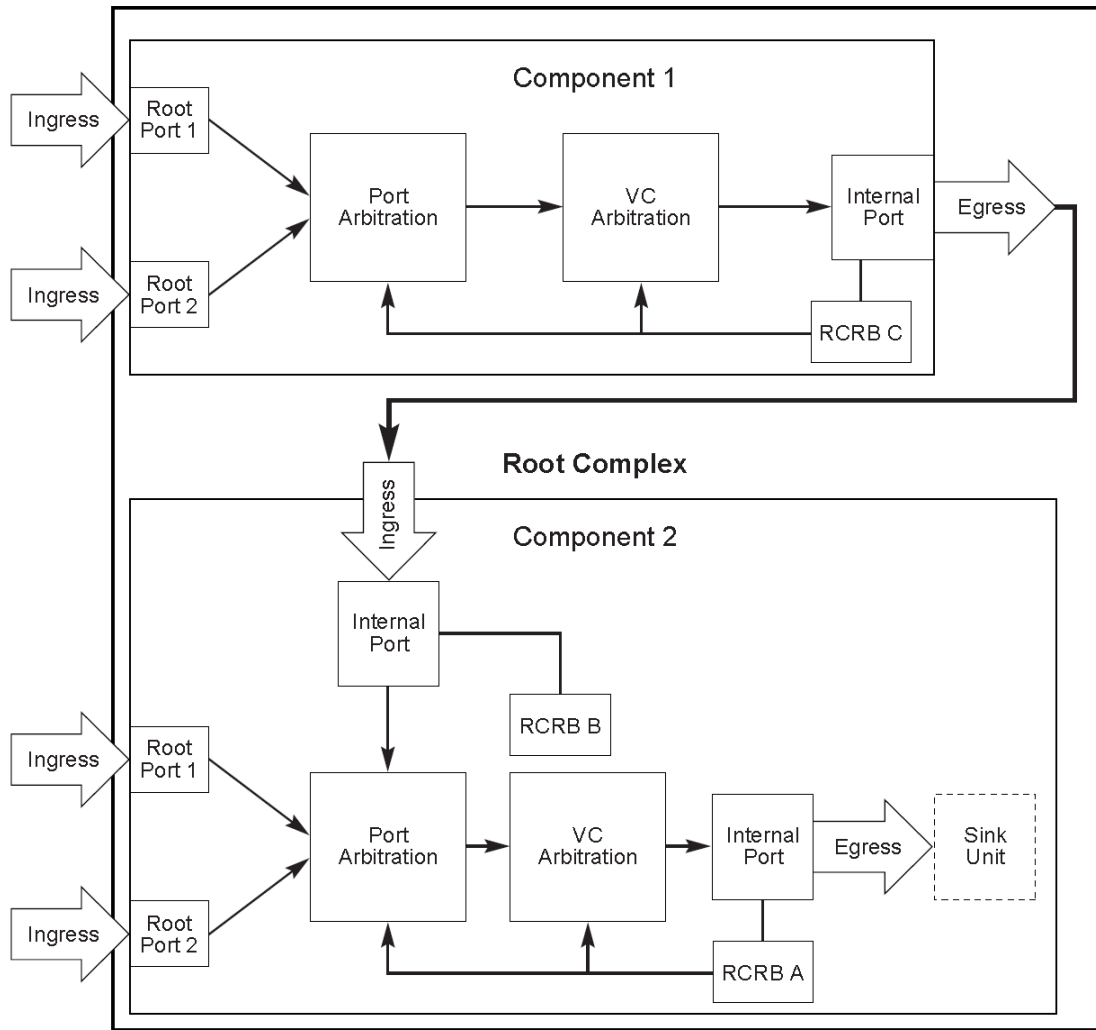 Component 1
Ingress
Root
Port 1
Port
Arbitration
VC
Arbitration
Internal
Port
Egress
Ingress
Root
Port 2
RCRB C
Root Complex
Ingress
Component 2
Internal
Port
RCRB B
Ingress
Root
Port 1
Port
Arbitration
VC
Arbitration
Internal
Port
Egress
Sink
Unit
Ingress
Root
Port 2
RCRB A